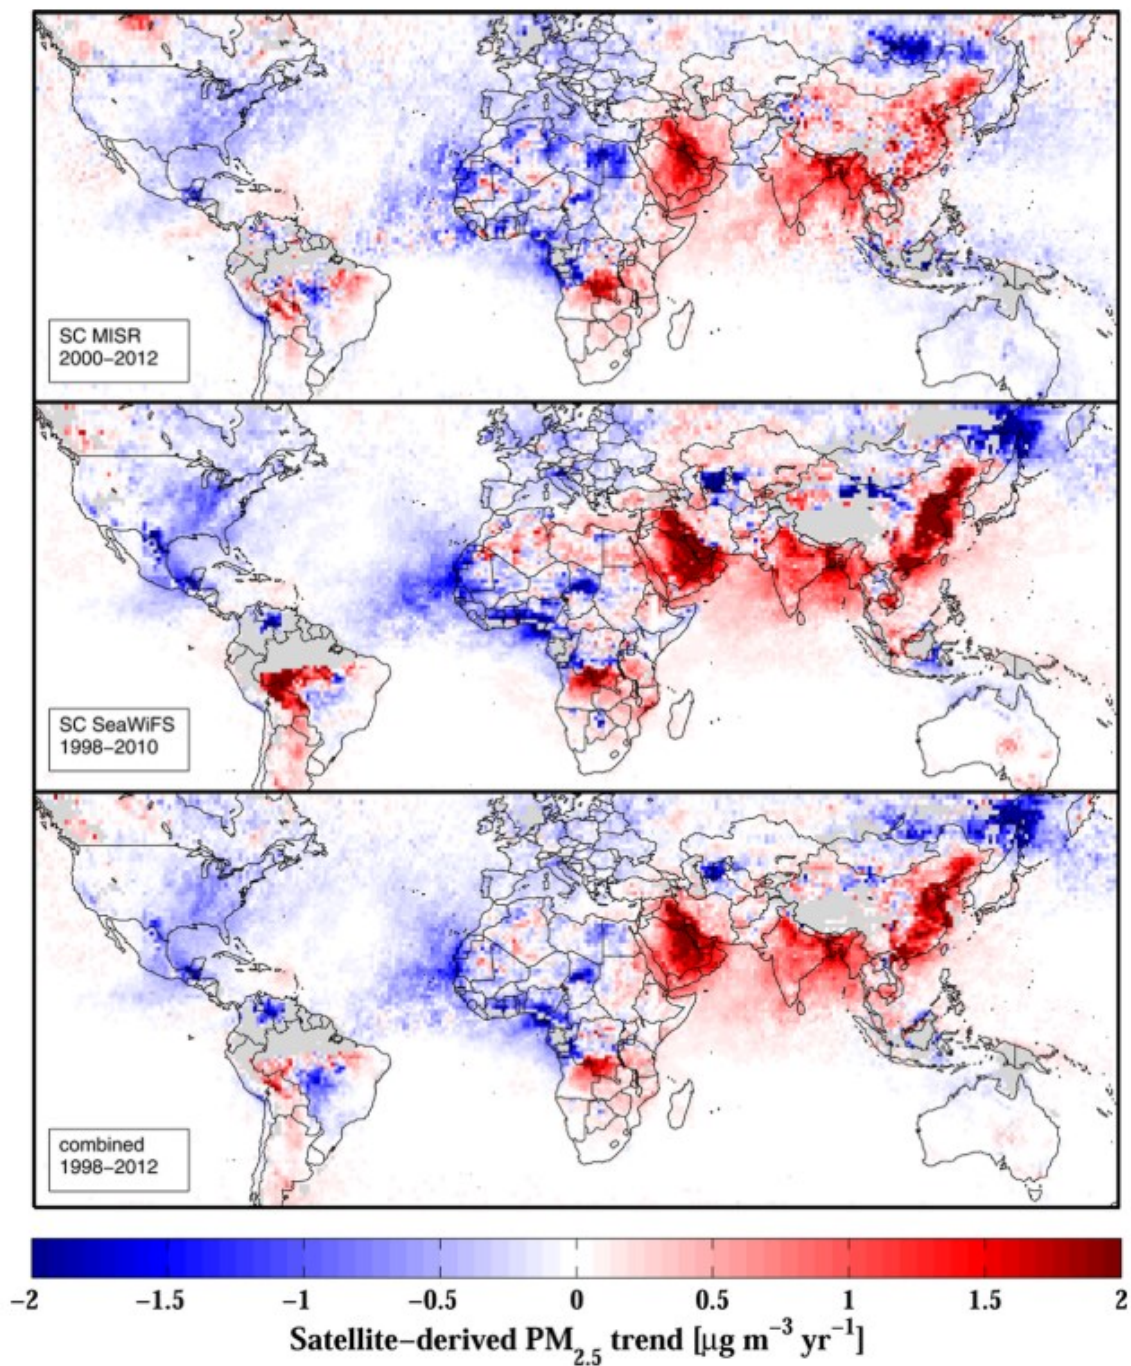 SC MISR
2000−2012
SC SeaWiFS
1998−2010
combined
1998−2012
−2 −1.5 −1 −0.5 0 0.5 1 1.5 2
Satellite−derived PM2.5 trend [μg m−3 yr−1]